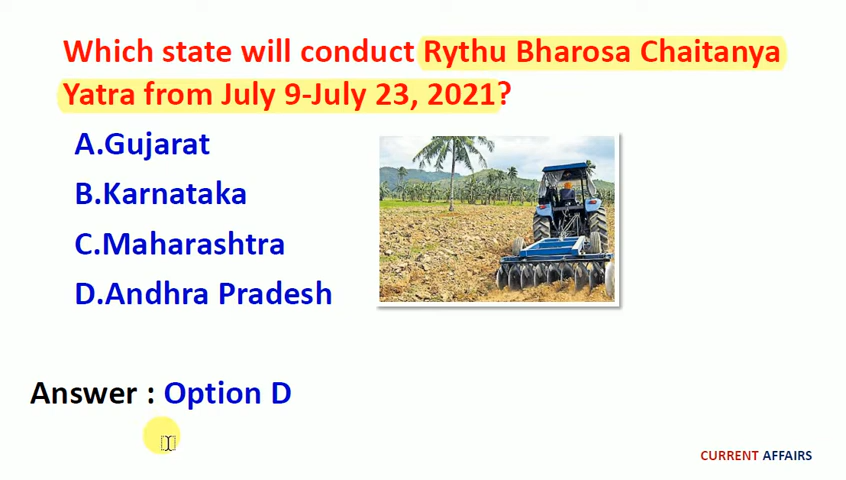 Which state will conduct Rythu Bharosa Chaitanya
Yatra from July 9-July 23, 2021?
A.Gujarat
B.Karnataka
C.Maharashtra
D.Andhra Pradesh
Answer : Option D
CURRENT AFFAIRS